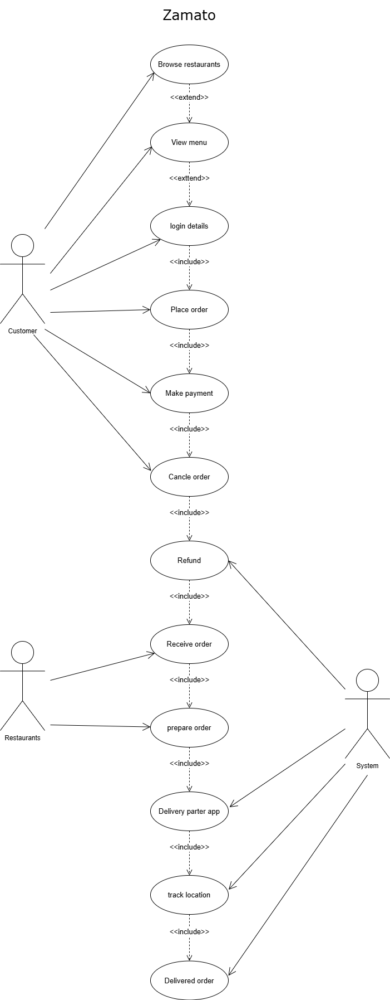 Zamato
Browse restaurants
<<extend>>
View menu
<<exttend>>
login details
<<include>>
Place order
Customer
<<include>>
Make payment
<<include>>
Cancle order
<<include>>
Refund
<<include>>
Receive order
<<include>>
prepare order
Restaurants
<<include>>
System
Delivery parter app
<<include>>
track location
<<include>>
Delivered order